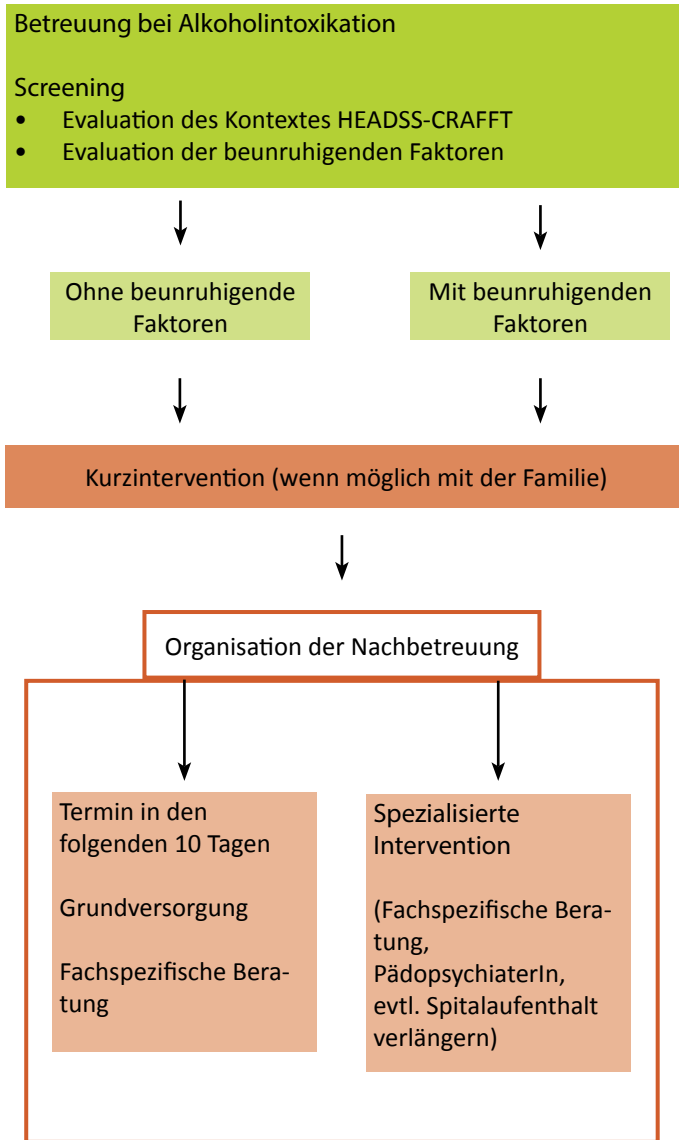 Betreuung bei Alkoholintoxikation
Screening
• Evaluation des Kontextes HEADSS-CRAFFT
• Evaluation der beunruhigenden Faktoren
Ohne beunruhigende
Faktoren
Mit beunruhigenden
Faktoren
Kurzintervention (wenn möglich mit der Familie)
Organisation der Nachbetreuung
Termin in den
folgenden 10 Tagen
Grundversorgung
Fachspezifische Bera-
tung
Spezialisierte
Intervention
(Fachspezifische Bera-
tung,
PädopsychiaterIn,
evtl. Spitalaufenthalt
verlängern)